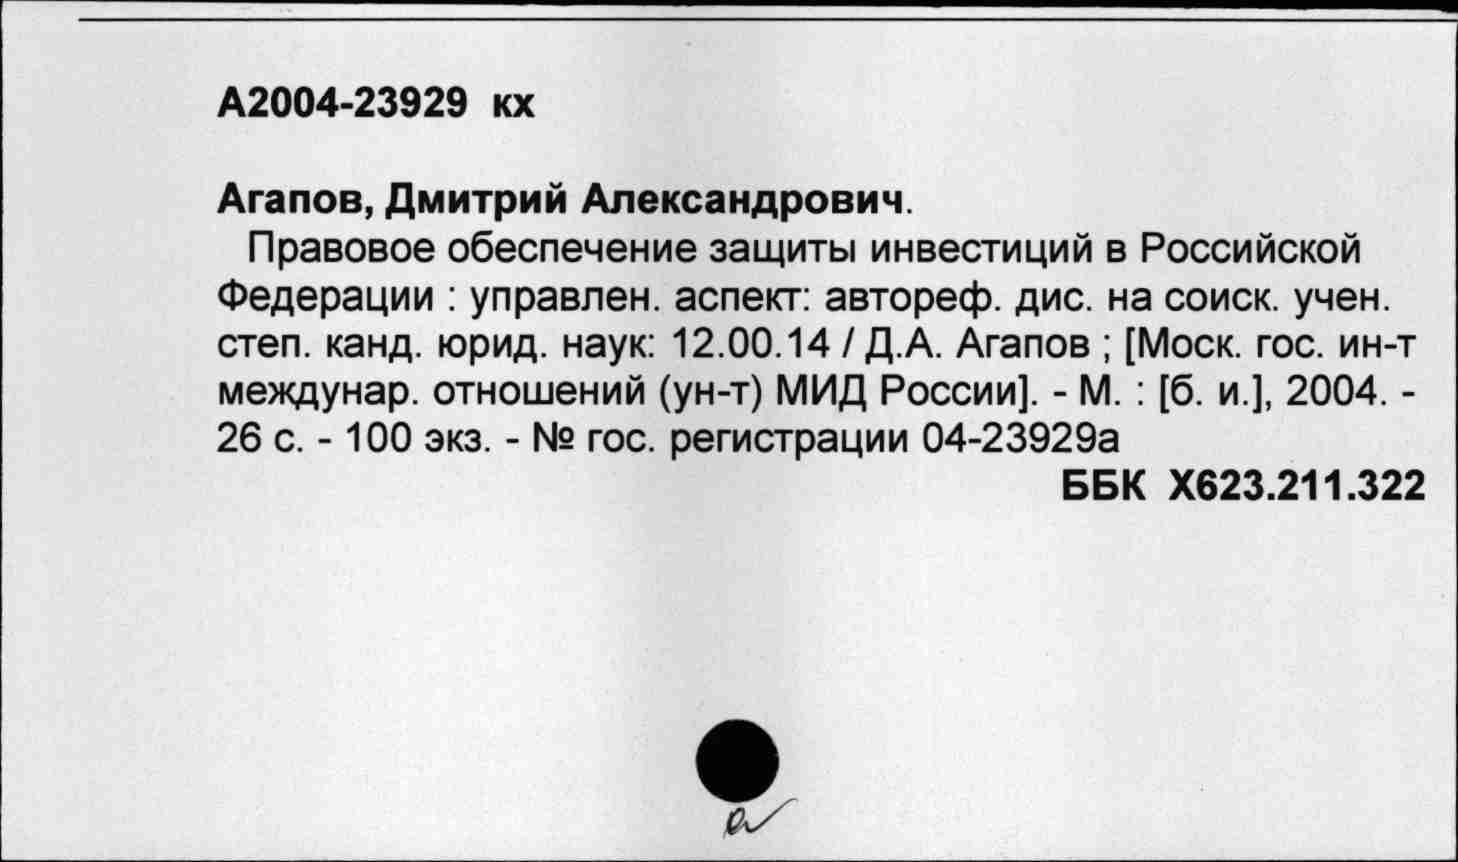 А2004-23929 кх
Агапов, Дмитрий Александрович.
Правовое обеспечение защиты инвестиций в Российской
Федерации : управлен. аспект: автореф. дис. на соиск. учен.
степ. канд. юрид. наук: 12.00.14 / Д.А. Агапов ; [Моск. гос. ин-т
междунар. отношений (ун-т) МИД России]. - М. : [б. и.], 2004. -
26 с. - 100 экз. - № гос. регистрации 04-23929а
ББК Х623.211.322